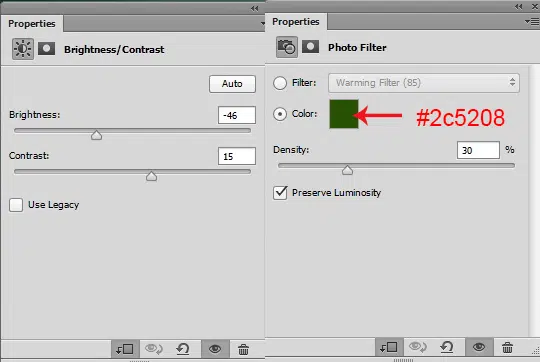 Properties
Brightness/Contrast
Auto
Brightness:
-46
Contrast:
15
Use Legacy
Properties
Photo Filter
Filter:
Warming Filter (85)
Color:
#2c5208
Density:
30
%
Preserve Luminosity